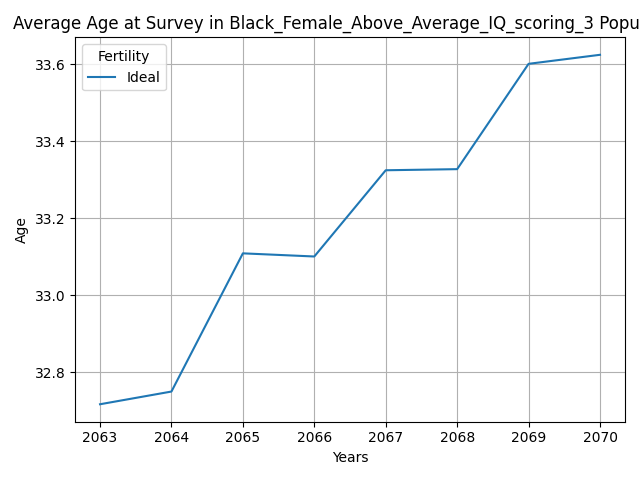 Average Age at Survey in Black_Female_Above_Average_IQ_scoring_3 Popu
Fertility
Ideal
33.6
33.4
33.2
33.0
32.8
Age
2063 2064 2065 2066 2067 2068 2069 2070
Years